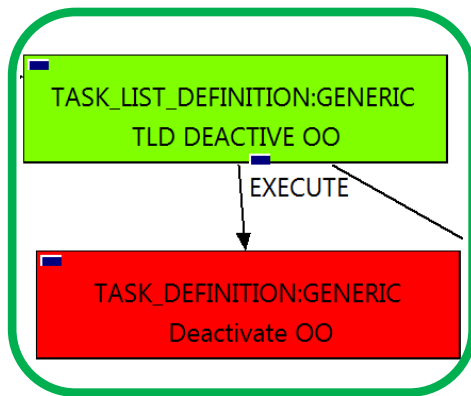 TASK_LIST_DEFINITION:GENERIC
TLD DEACTIVE OO
EXECUTE
TASK_DEFINITION:GENERIC
Deactivate OO